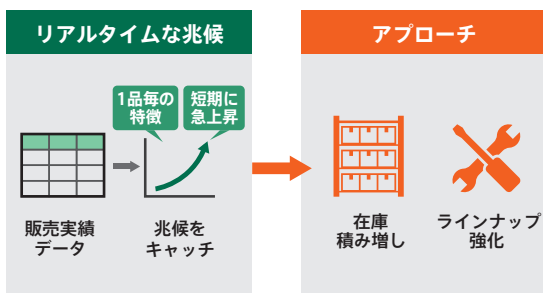 リアルタイムな兆候
アプローチ
1品毎の
特徴
短期に
急上昇
販売実績
データ
兆候を
キャッチ
在庫
積み増し
ラインナップ
強化